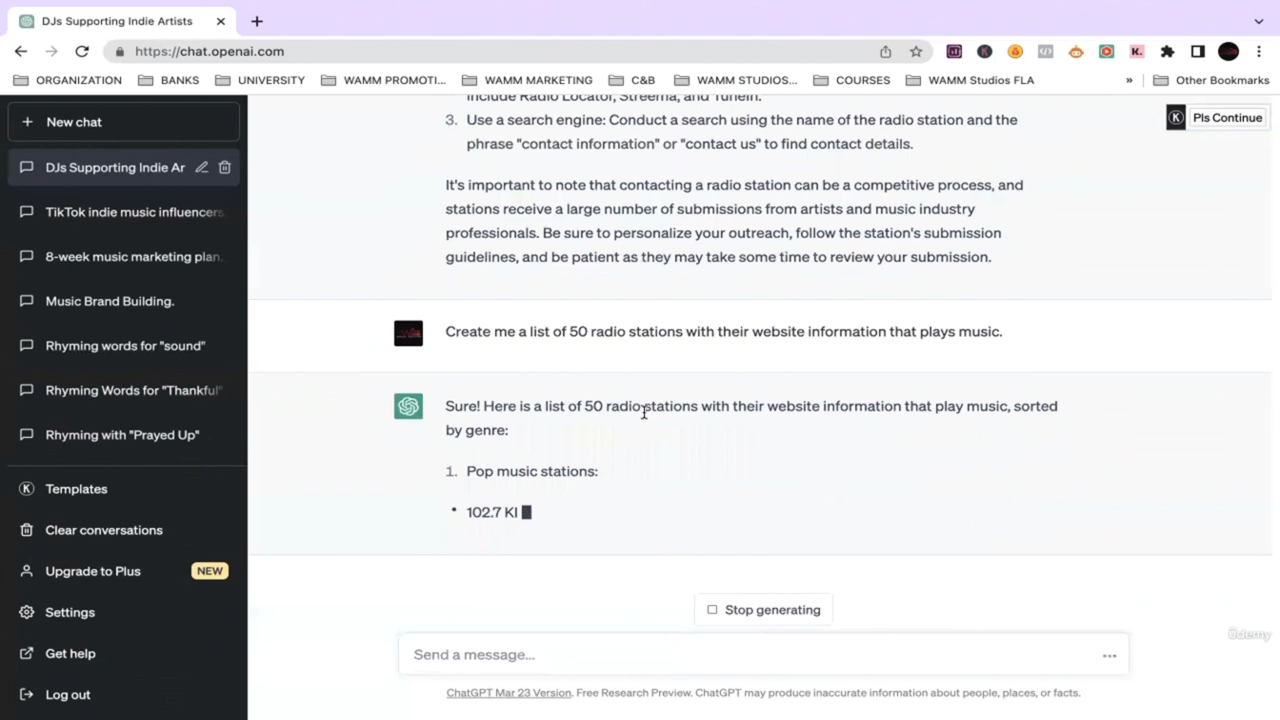 DJs Supporting Indie Artists
https://chat.openai.com
ORGANIZATION BANKS UNIVERSITY WAMM PROMOTI... WAMM MARKETING C&B WAMM STUDIOS... COURSES WAMM Studios FLA » Other Bookmarks
New chat
DJs Supporting Indie Ar
TikTok indie music influencers.
8-week music marketing plan.
Music Brand Building.
Rhyming words for "sound"
Rhyming Words for "Thankful"
Rhyming with "Prayed Up"
Templates
Clear conversations
Upgrade to Plus NEW
Settings
Get help
Log out
include Radio Locator, Streema, and TuneIn.
Pls Continue
3. Use a search engine: Conduct a search using the name of the radio station and the
phrase "contact information" or "contact us" to find contact details.
It's important to note that contacting a radio station can be a competitive process, and
stations receive a large number of submissions from artists and music industry
professionals. Be sure to personalize your outreach, follow the station's submission
guidelines, and be patient as they may take some time to review your submission.
Create me a list of 50 radio stations with their website information that plays music.
Sure! Here is a list of 50 radio stations with their website information that play music, sorted
by genre:
1. Pop music stations:
• 102.7 KI
Stop generating
Send a message...
ChatGPT Mar 23 Version. Free Research Preview. ChatGPT may produce inaccurate information about people, places, or facts.
ûdemy